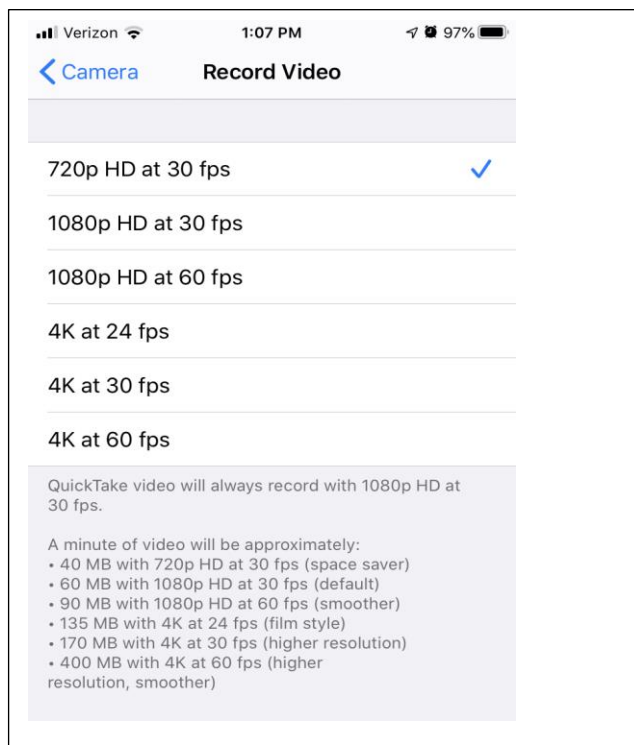 Verizon 1:07 PM 97%
Camera Record Video
720p HD at 30 fps
1080p HD at 30 fps
1080p HD at 60 fps
4K at 24 fps
4K at 30 fps
4K at 60 fps
QuickTake video will always record with 1080p HD at
30 fps.
A minute of video will be approximately:
• 40 MB with 720p HD at 30 fps (space saver)
• 60 MB with 1080p HD at 30 fps (default)
• 90 MB with 1080p HD at 60 fps (smoother)
• 135 MB with 4K at 24 fps (film style)
• 170 MB with 4K at 30 fps (higher resolution)
• 400 MB with 4K at 60 fps (higher
resolution, smoother)